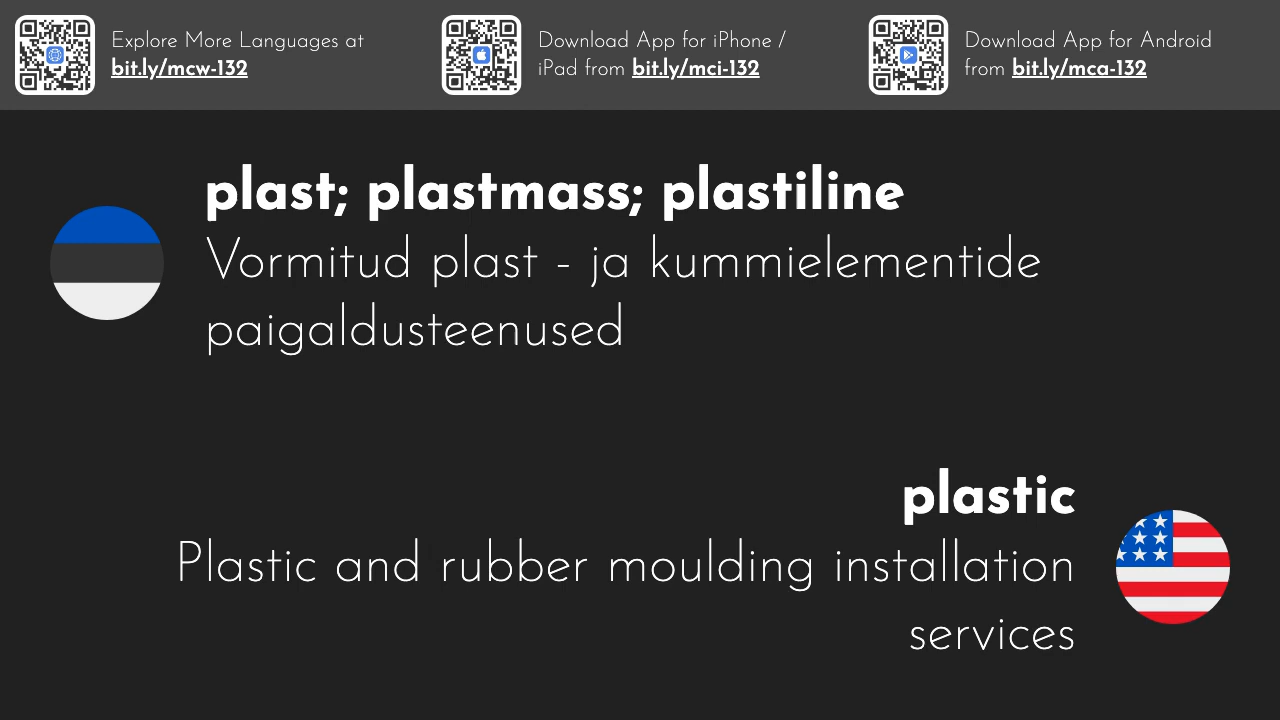 Explore More Languages at
bit.ly/mcw-132
Download App for iPhone /
iPad from bit.ly/mci-132
Download App for Android
from bit.ly/mca-132
plast; plastmass; plastiline
Vormitud plast - ja kummielementide
paigaldusteenused
plastic
Plastic and rubber moulding installation
services